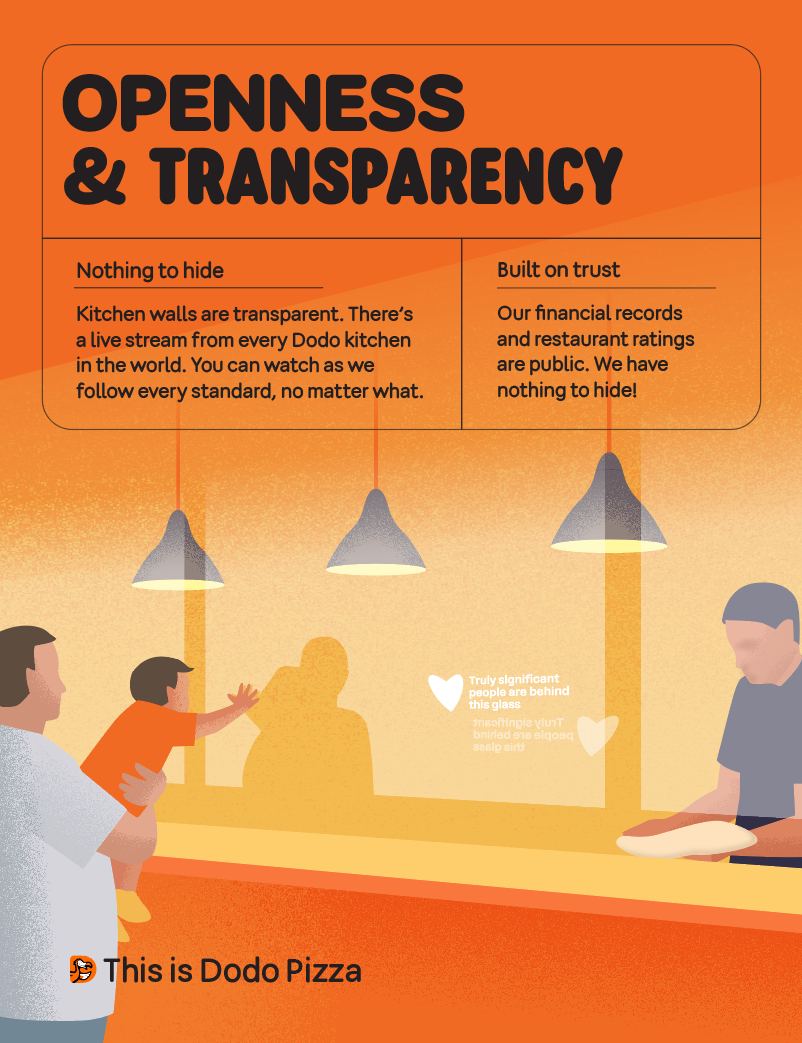 OPENNESS
& TRANSPARENCY
Nothing to hide
Kitchen walls are transparent. There’s
a live stream from every Dodo kitchen
in the world. You can watch as we
follow every standard, no matter what.
Built on trust
Our financial records
and restaurant ratings
are public. We have
nothing to hide!
Truly significant
people are behind
this glass
Truly significant
people are behind
this glass
This is Dodo Pizza